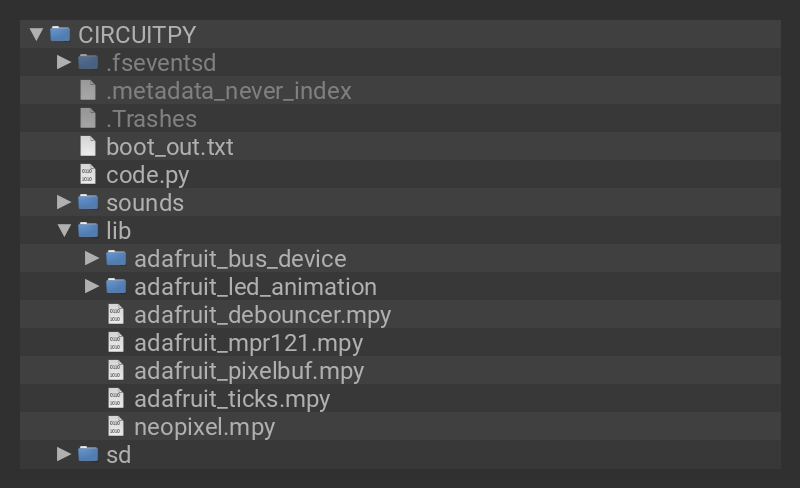 CIRCUITPY
.fseventsd
.metadata_never_index
.Trashes
boot_out.txt
code.py
sounds
lib
adafruit_bus_device
adafruit_led_animation
adafruit_debouncer.mpy
adafruit_mpr121.mpy
adafruit_pixelbuf.mpy
adafruit_ticks.mpy
neopixel.mpy
sd